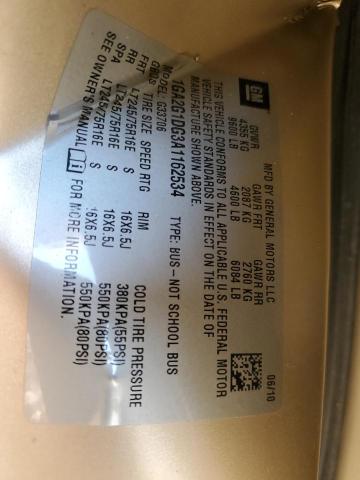 GM
MFD BY GENERAL MOTORS LLC 06/10
GVWR GAWR FRT GAWR RR
4355 KG 2087 KG 2760 KG
9600 LB 4600 LB 6084 LB
THIS VEHICLE CONFORMS TO ALL APPLICABLE U.S. FEDERAL MOTOR
VEHICLE SAFETY STANDARDS IN EFFECT ON THE DATE OF
MANUFACTURE SHOWN ABOVE.
1GA2G1DG3A1162534 TYPE: BUS–NOT SCHOOL BUS
MODEL: G33706
TIRE SIZE SPEED RTG RIM COLD TIRE PRESSURE
FRT LT245/75R16E S 16X6.5J 380KPA(55PSI)
RR LT245/75R16E S 16X6.5J 550KPA(80PSI)
SPA LT245/75R16E S 16X6.5J 550KPA(80PSI)
SEE OWNER'S MANUAL i FOR MORE INFORMATION.